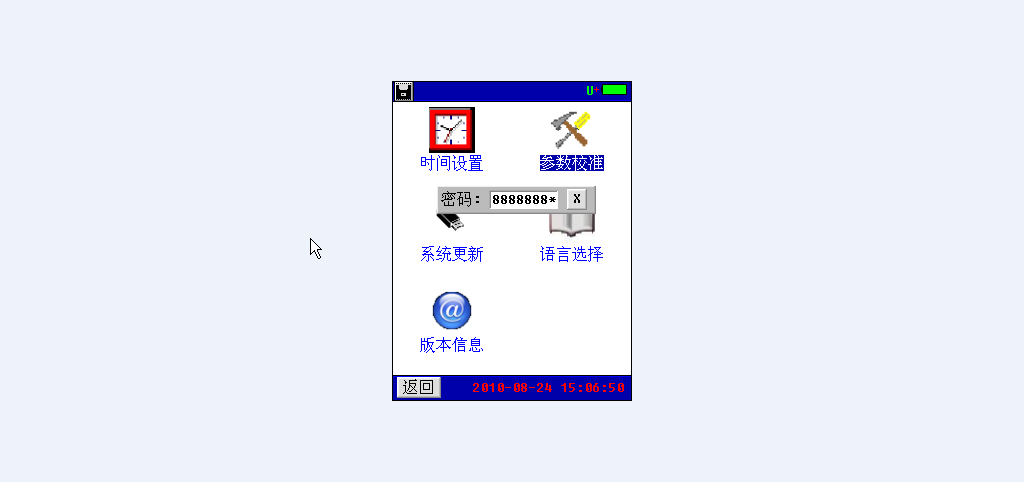 U+
时间设置 参数校准
密码: 8888888* X
系统更新 语言选择
@
版本信息
返回 2010-08-24 15:06:50